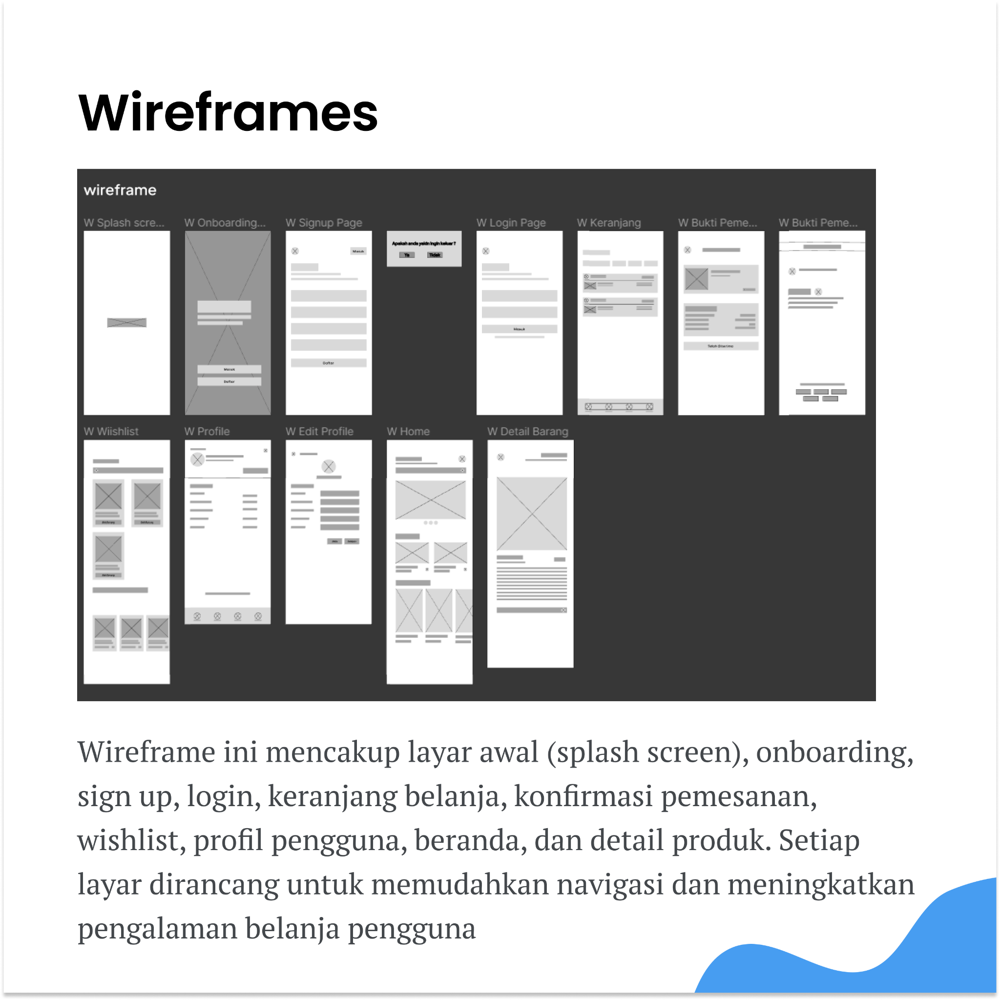 Wireframes
wireframe
W Splash scre...
W Onboarding...
W Signup Page
W Login Page
W Keranjang
W Bukti Peme...
W Bukti Peme...
Masuk
Apakah anda yakin ingin keluar ?
Ya
Tidak
Masuk
Daftar
Daftar
Masuk
Telah Diterima
W Wiishlist
W Profile
W Edit Profile
W Home
W Detail Barang
Wireframe ini mencakup layar awal (splash screen), onboarding,
sign up, login, keranjang belanja, konfirmasi pemesanan,
wishlist, profil pengguna, beranda, dan detail produk. Setiap
layar dirancang untuk memudahkan navigasi dan meningkatkan
pengalaman belanja pengguna